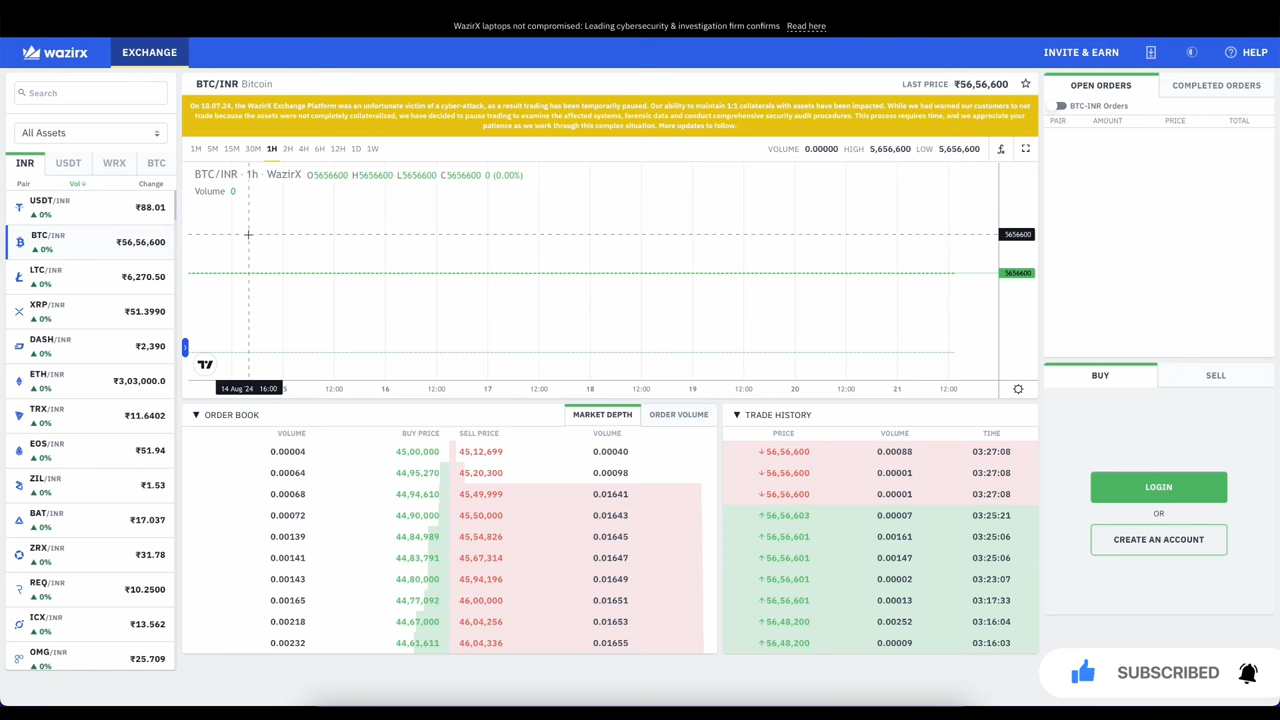 WazirX laptops not compromised: Leading cybersecurity & investigation firm confirms Read here
wazirx EXCHANGE INVITE & EARN HELP
Search
All Assets
INR USDT WRX BTC
Pair Vol↓ Change
USDT/INR ₹88.01
▲ 0%
BTC/INR ₹56,56,600
▲ 0%
LTC/INR ₹6,270.50
▲ 0%
XRP/INR ₹51.3990
▲ 0%
DASH/INR ₹2,390
▲ 0%
ETH/INR ₹3,03,000.0
▲ 0%
TRX/INR ₹11.6402
▲ 0%
EOS/INR ₹51.94
▲ 0%
ZIL/INR ₹1.53
▲ 0%
BAT/INR ₹17.037
▲ 0%
ZRX/INR ₹31.78
▲ 0%
REQ/INR ₹10.2500
▲ 0%
ICX/INR ₹13.562
▲ 0%
OMG/INR ₹25.709
▲ 0%
BTC/INR Bitcoin LAST PRICE ₹56,56,600
On 18.07.24, the WazirX Exchange Platform was an unfortunate victim of a cyber-attack, as a result trading has been temporarily paused. Our ability to maintain 1:1 collaterals with assets have been impacted. While we had warned our customers to not
trade because the assets were not completely collateralized, we have decided to pause trading to examine the affected systems, forensic data and conduct comprehensive security audit procedures. This process requires time, and we appreciate your
patience as we work through this complex situation. More updates to follow.
1M 5M 15M 30M 1H 2H 4H 6H 12H 1D 1W VOLUME 0.00000 HIGH 5,656,600 LOW 5,656,600
BTC/INR · 1h · WazirX O5656600 H5656600 L5656600 C5656600 0 (0.00%)
Volume 0
5656600
5656600
14 Aug '24 16:00 5 12:00 16 12:00 17 12:00 18 12:00 19 12:00 20 12:00 21 12:00
▼ ORDER BOOK MARKET DEPTH ORDER VOLUME
VOLUME BUY PRICE SELL PRICE VOLUME
0.00004 45,00,000 45,12,699 0.00040
0.00064 44,95,270 45,20,300 0.00098
0.00068 44,94,610 45,49,999 0.01641
0.00072 44,90,000 45,50,000 0.01643
0.00139 44,84,989 45,54,826 0.01645
0.00141 44,83,791 45,67,314 0.01647
0.00143 44,80,000 45,94,196 0.01649
0.00165 44,77,092 46,00,000 0.01651
0.00218 44,67,000 46,04,256 0.01653
0.00232 44,61,611 46,04,336 0.01655
▼ TRADE HISTORY
PRICE VOLUME TIME
↓56,56,600 0.00088 03:27:08
↓56,56,600 0.00001 03:27:08
↓56,56,600 0.00001 03:27:08
↑56,56,603 0.00007 03:25:21
↑56,56,601 0.00161 03:25:06
↑56,56,601 0.00147 03:25:06
↑56,56,601 0.00002 03:23:07
↑56,56,601 0.00013 03:17:33
↑56,48,200 0.00252 03:16:04
↑56,48,200 0.00009 03:16:03
OPEN ORDERS COMPLETED ORDERS
BTC-INR Orders
PAIR AMOUNT PRICE TOTAL
BUY SELL
LOGIN
OR
CREATE AN ACCOUNT
SUBSCRIBED